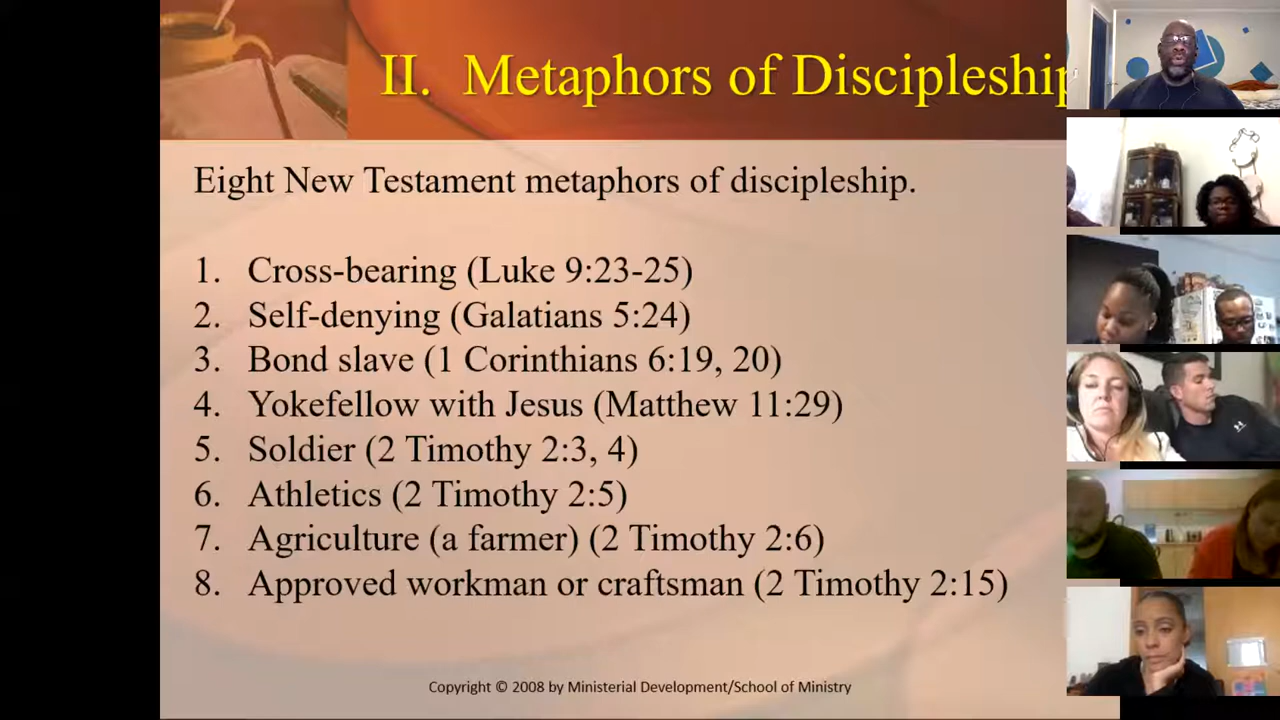 II. Metaphors of Discipleship
Eight New Testament metaphors of discipleship.
1. Cross-bearing (Luke 9:23-25)
2. Self-denying (Galatians 5:24)
3. Bond slave (1 Corinthians 6:19, 20)
4. Yokefellow with Jesus (Matthew 11:29)
5. Soldier (2 Timothy 2:3, 4)
6. Athletics (2 Timothy 2:5)
7. Agriculture (a farmer) (2 Timothy 2:6)
8. Approved workman or craftsman (2 Timothy 2:15)
Copyright © 2008 by Ministerial Development/School of Ministry